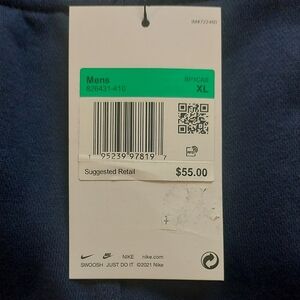 Mens
826431-410 XL
1 95239 97819 7
Suggested Retail $55.00
NIKE nike.com
SWOOSH JUST DO IT ©2021 Nike